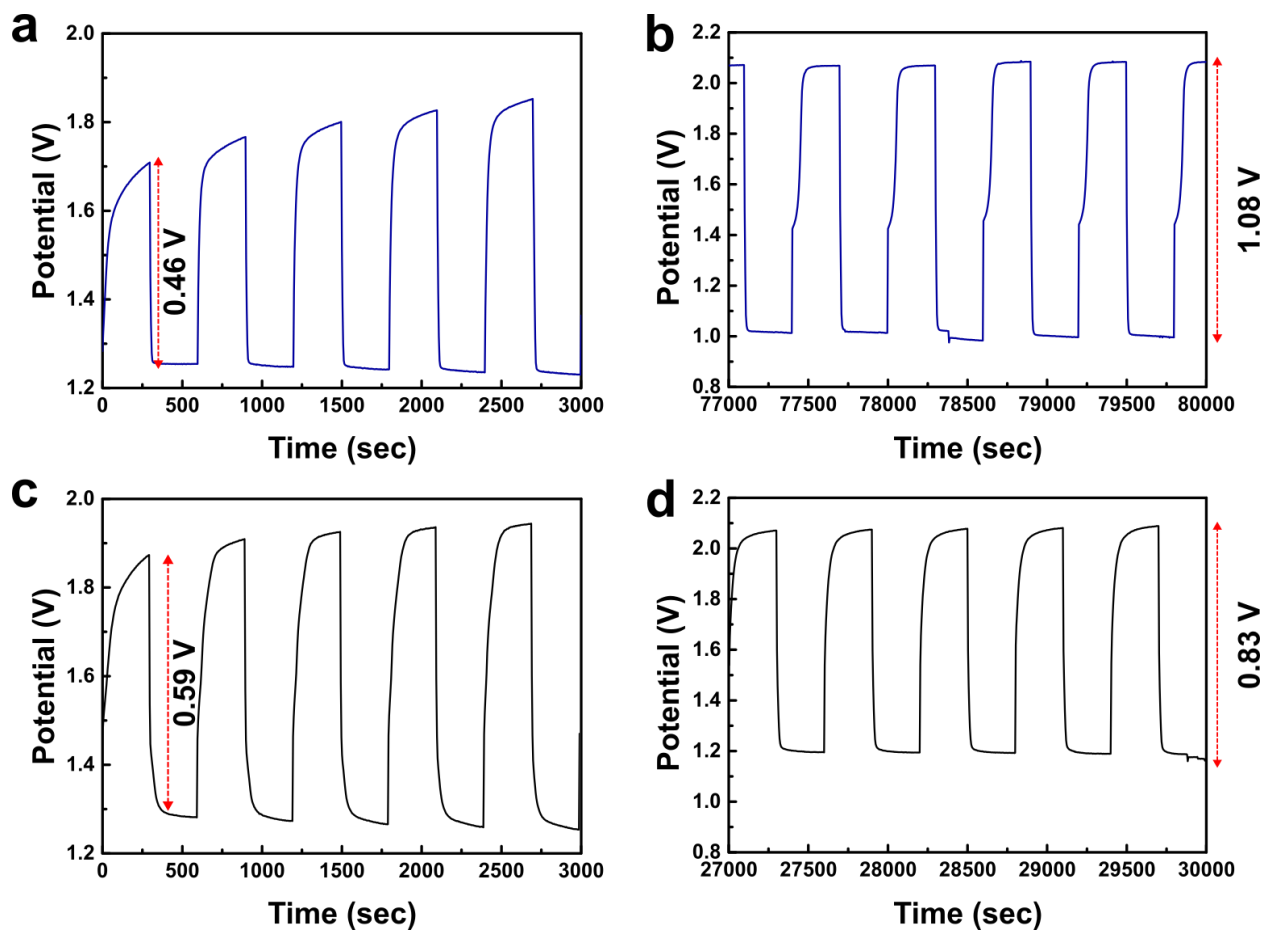 a
Potential (V)
2.0
1.8
1.6
1.4
1.2
0.46 V
0 500 1000 1500 2000 2500 3000
Time (sec)
b
Potential (V)
2.2
2.0
1.8
1.6
1.4
1.2
1.0
0.8
1.08 V
77000 77500 78000 78500 79000 79500 80000
Time (sec)
c
Potential (V)
2.0
1.8
1.6
1.4
1.2
0.59 V
0 500 1000 1500 2000 2500 3000
Time (sec)
d
Potential (V)
2.2
2.0
1.8
1.6
1.4
1.2
1.0
0.8
0.83 V
27000 27500 28000 28500 29000 29500 30000
Time (sec)